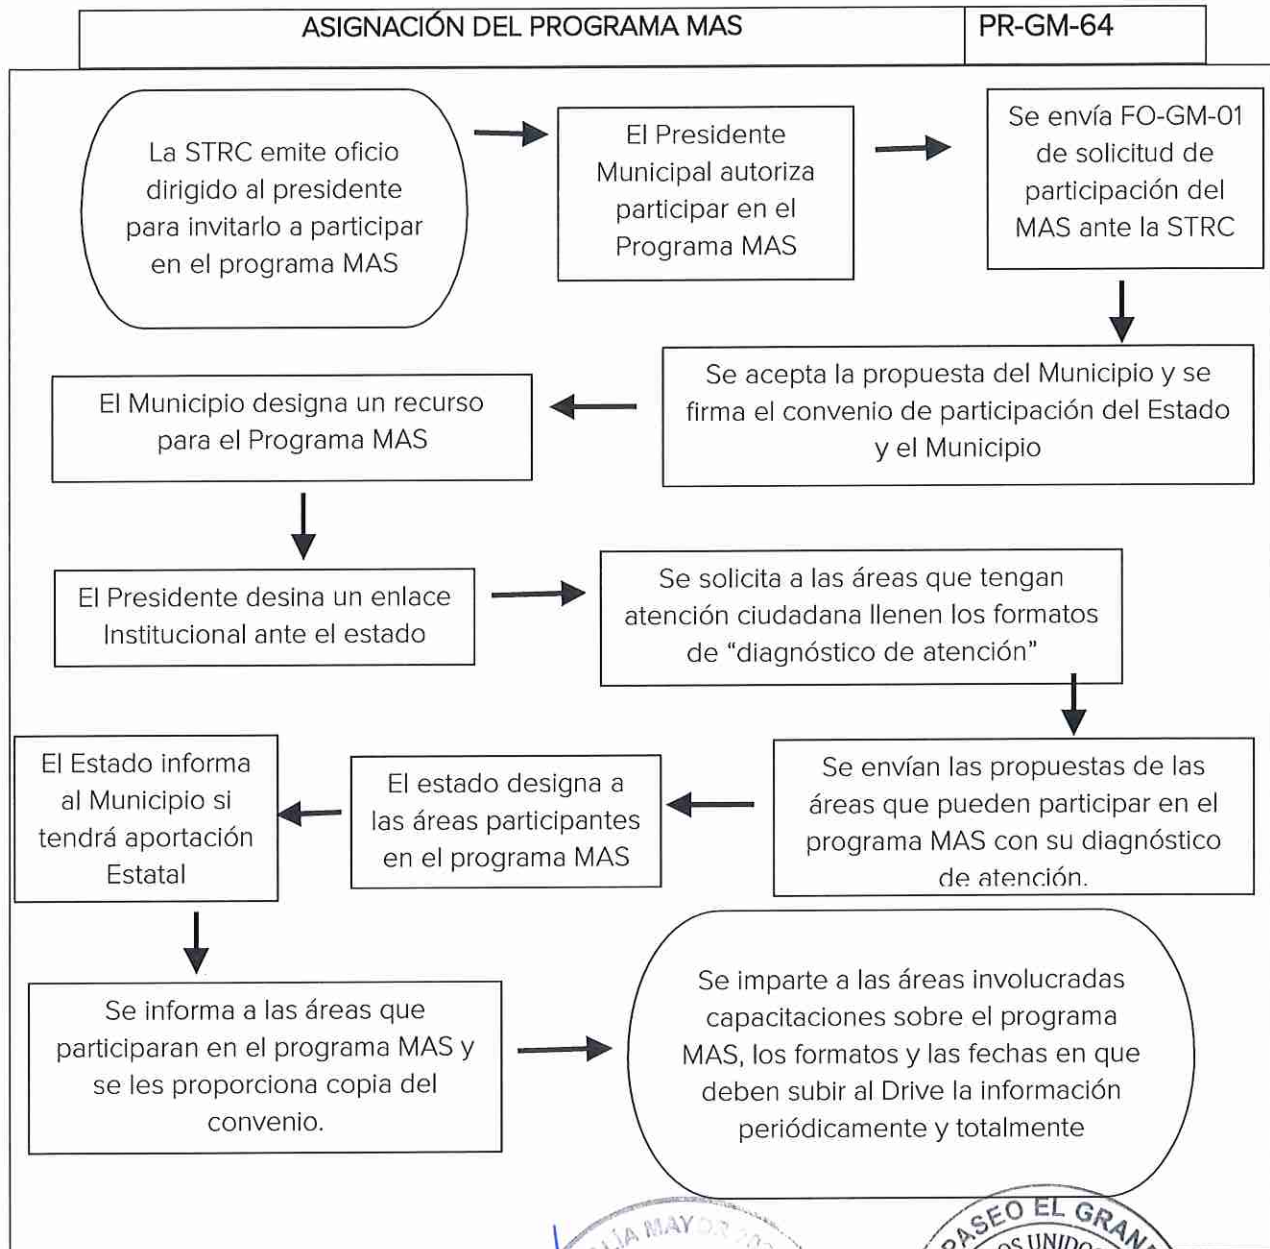 ASIGNACIÓN DEL PROGRAMA MAS
PR-GM-64
La STRC emite oficio
dirigido al presidente
para invitarlo a participar
en el programa MAS
El Presidente
Municipal autoriza
participar en el
Programa MAS
Se envía FO-GM-01
de solicitud de
participación del
MAS ante la STRC
Se acepta la propuesta del Municipio y se
firma el convenio de participación del Estado
y el Municipio
El Municipio designa un recurso
para el Programa MAS
El Presidente desina un enlace
Institucional ante el estado
Se solicita a las áreas que tengan
atención ciudadana llenen los formatos
de “diagnóstico de atención”
Se envían las propuestas de las
áreas que pueden participar en el
programa MAS con su diagnóstico
de atención.
El estado designa a
las áreas participantes
en el programa MAS
El Estado informa
al Municipio si
tendrá aportación
Estatal
Se informa a las áreas que
participaran en el programa MAS y
se les proporciona copia del
convenio.
Se imparte a las áreas involucradas
capacitaciones sobre el programa
MAS, los formatos y las fechas en que
deben subir al Drive la información
periódicamente y totalmente
MAYOR
PASEO EL